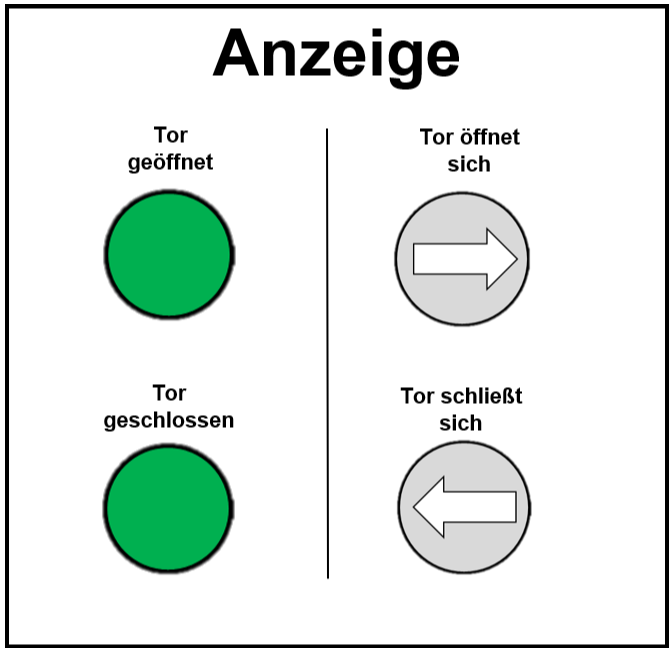 Anzeige
Tor
geöffnet
Tor öffnet
sich
Tor
geschlossen
Tor schließt
sich